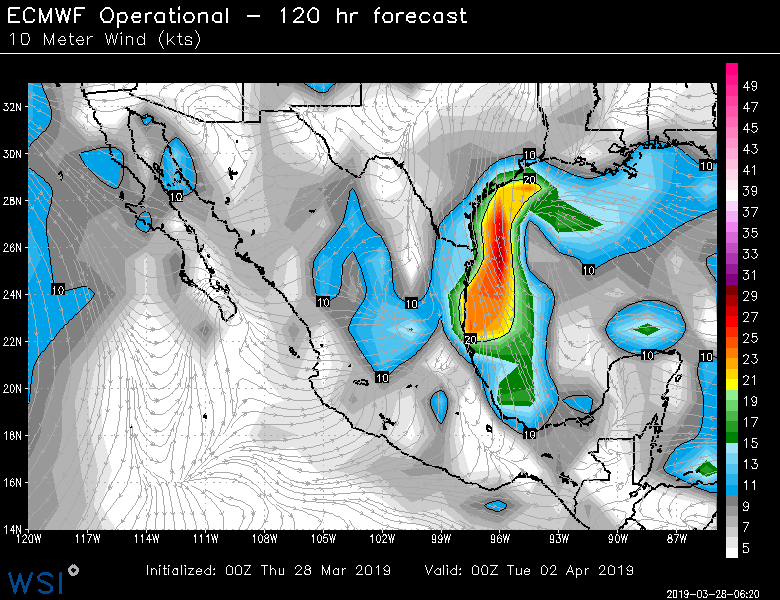 ECMWF Operational – 120 hr forecast
10 Meter Wind (kts)
32N
30N
28N
26N
24N
22N
20N
18N
16N
14N
120W 117W 114W 111W 108W 105W 102W 99W 96W 93W 90W 87W
10
10
20
10
10
10
10
10
20
10
10
10
10
49
47
45
43
41
39
37
35
33
31
29
27
25
23
21
19
17
15
13
11
9
7
5
Initialized: 00Z Thu 28 Mar 2019 Valid: 00Z Tue 02 Apr 2019
WSI
2019-03-28-06:20